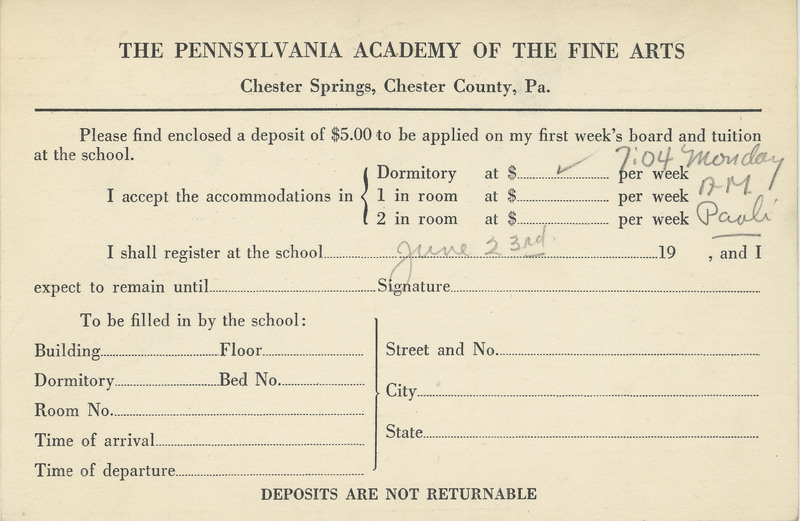 THE PENNSYLVANIA ACADEMY OF THE FINE ARTS
Chester Springs, Chester County, Pa.
Please find enclosed a deposit of $5.00 to be applied on my first week's board and tuition
at the school.
7:04 Monday
Dormitory at $ ✓ per week
AM
I accept the accommodations in { 1 in room at $ per week
2 in room at $ per week Paoli
I shall register at the school June 23rd. 19 , and I
expect to remain until Signature
To be filled in by the school:
Building Floor
Street and No.
Dormitory Bed No.
City
Room No.
State
Time of arrival
Time of departure
DEPOSITS ARE NOT RETURNABLE